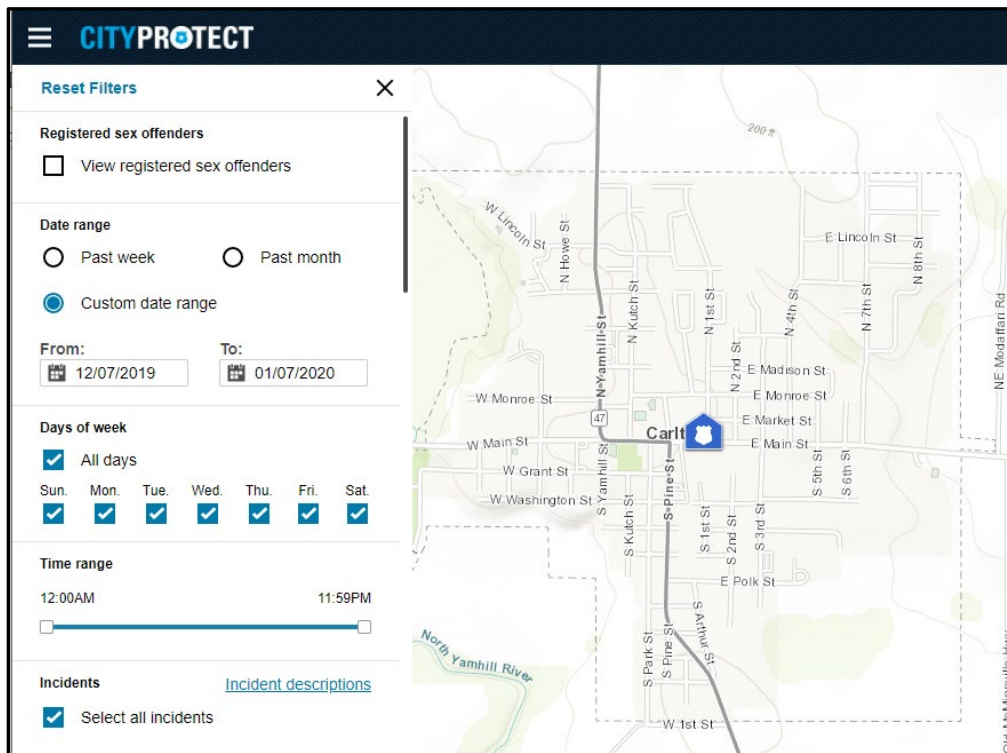 CITYPROTECT
Reset Filters
Registered sex offenders
View registered sex offenders
Date range
Past week
Past month
Custom date range
From:
To:
12/07/2019
01/07/2020
Days of week
All days
Sun. Mon. Tue. Wed. Thu. Fri. Sat.
Time range
12:00AM
11:59PM
Incidents
Incident descriptions
Select all incidents
200 ft
W Lincoln St
N Howe St
E Lincoln St
N 8th St
N Yamhill St
N Kutch St
N 1st St
N 4th St
N 7th St
NE Modaffari Rd
N 2nd St
E Madison St
W Monroe St
E Monroe St
47
E Market St
Carlt
W Main St
E Main St
W Grant St
S 5th St
S 6th St
W Washington St
S Yamhill St
S Pine St
S Kutch St
S 1st St
S 2nd St
S 3rd St
E Polk St
S Arthur St
North Yamhill River
S Park St
S Pine St
W 1st St